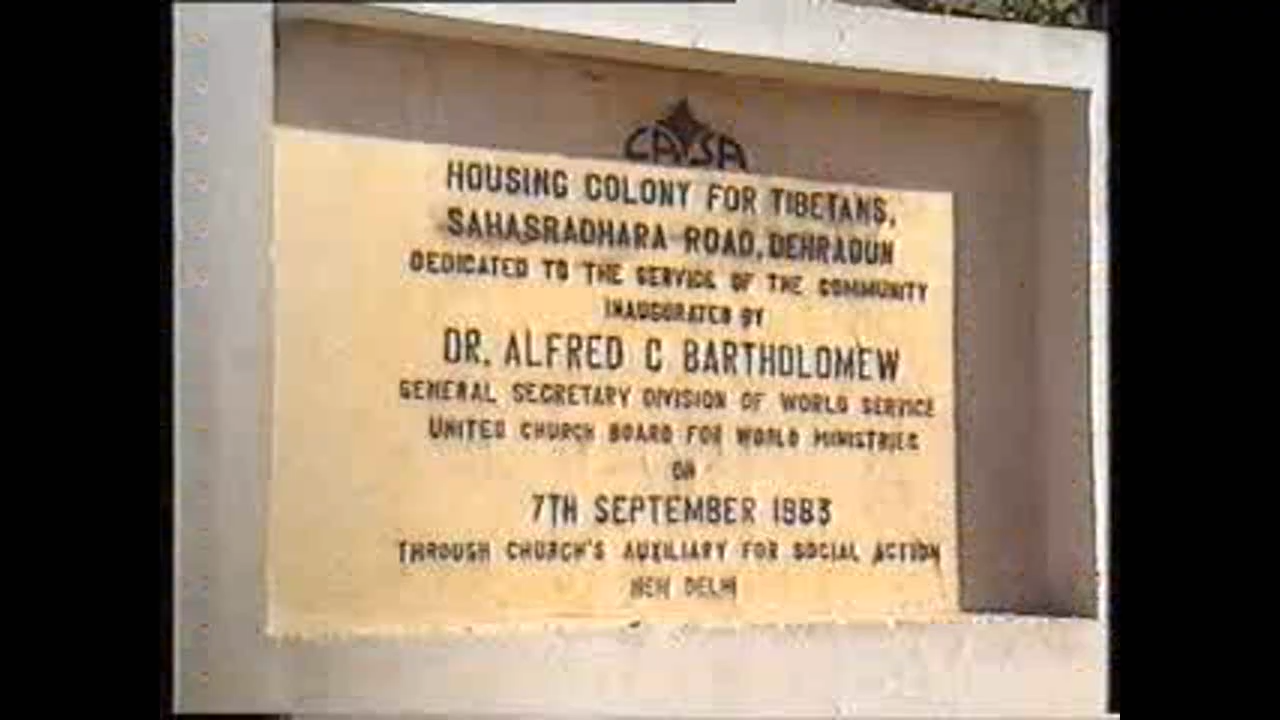 CASA
HOUSING COLONY FOR TIBETANS,
SAHASRADHARA ROAD, DEHRADUN
DEDICATED TO THE SERVICE OF THE COMMUNITY
INAUGURATED BY
DR. ALFRED C BARTHOLOMEW
GENERAL SECRETARY DIVISION OF WORLD SERVICE
UNITED CHURCH BOARD FOR WORLD MINISTRIES
ON
7TH SEPTEMBER 1983
THROUGH CHURCH'S AUXILIARY FOR SOCIAL ACTION
NEW DELHI